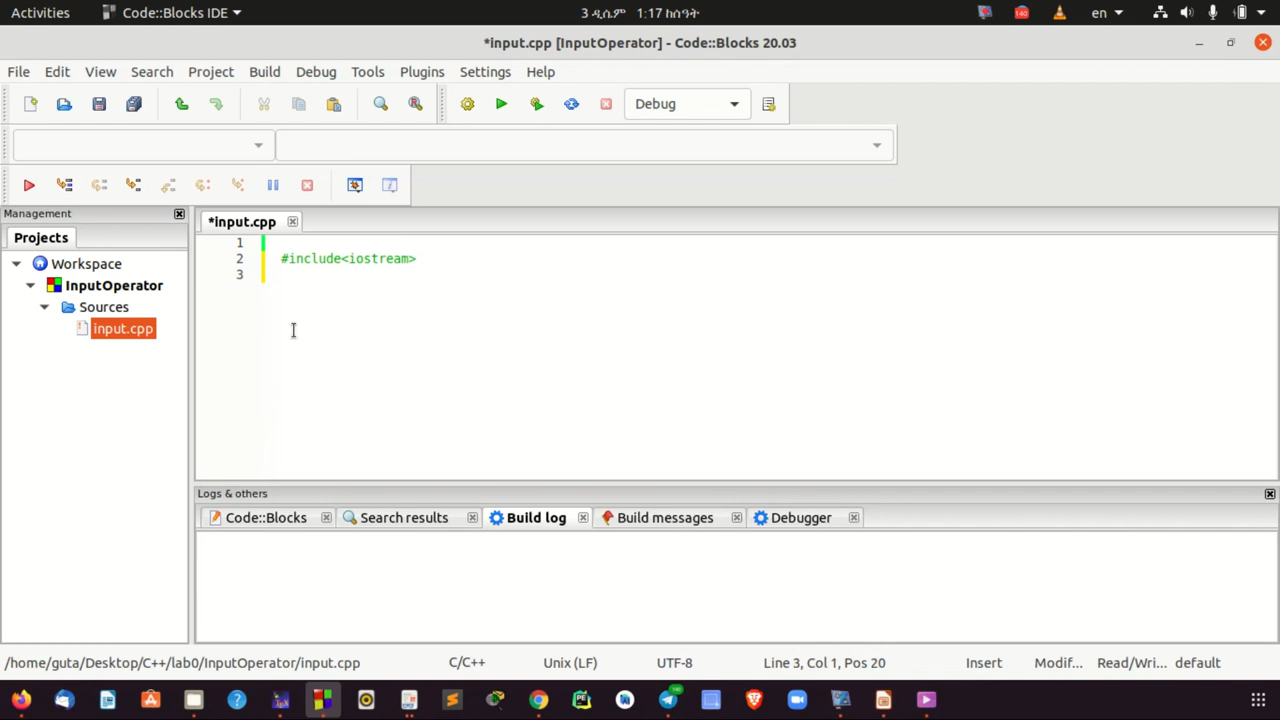 Activities Code::Blocks IDE 3 ዲሴም 1:17 ከሰዓት 140 en
*input.cpp [InputOperator] - Code::Blocks 20.03
File Edit View Search Project Build Debug Tools Plugins Settings Help
Debug
Management
*input.cpp
Projects
1
Workspace
2 #include<iostream>
3
InputOperator
Sources
input.cpp
Logs & others
Code::Blocks Search results Build log Build messages Debugger
/home/guta/Desktop/C++/lab0/InputOperator/input.cpp C/C++ Unix (LF) UTF-8 Line 3, Col 1, Pos 20 Insert Modif... Read/Wri... default